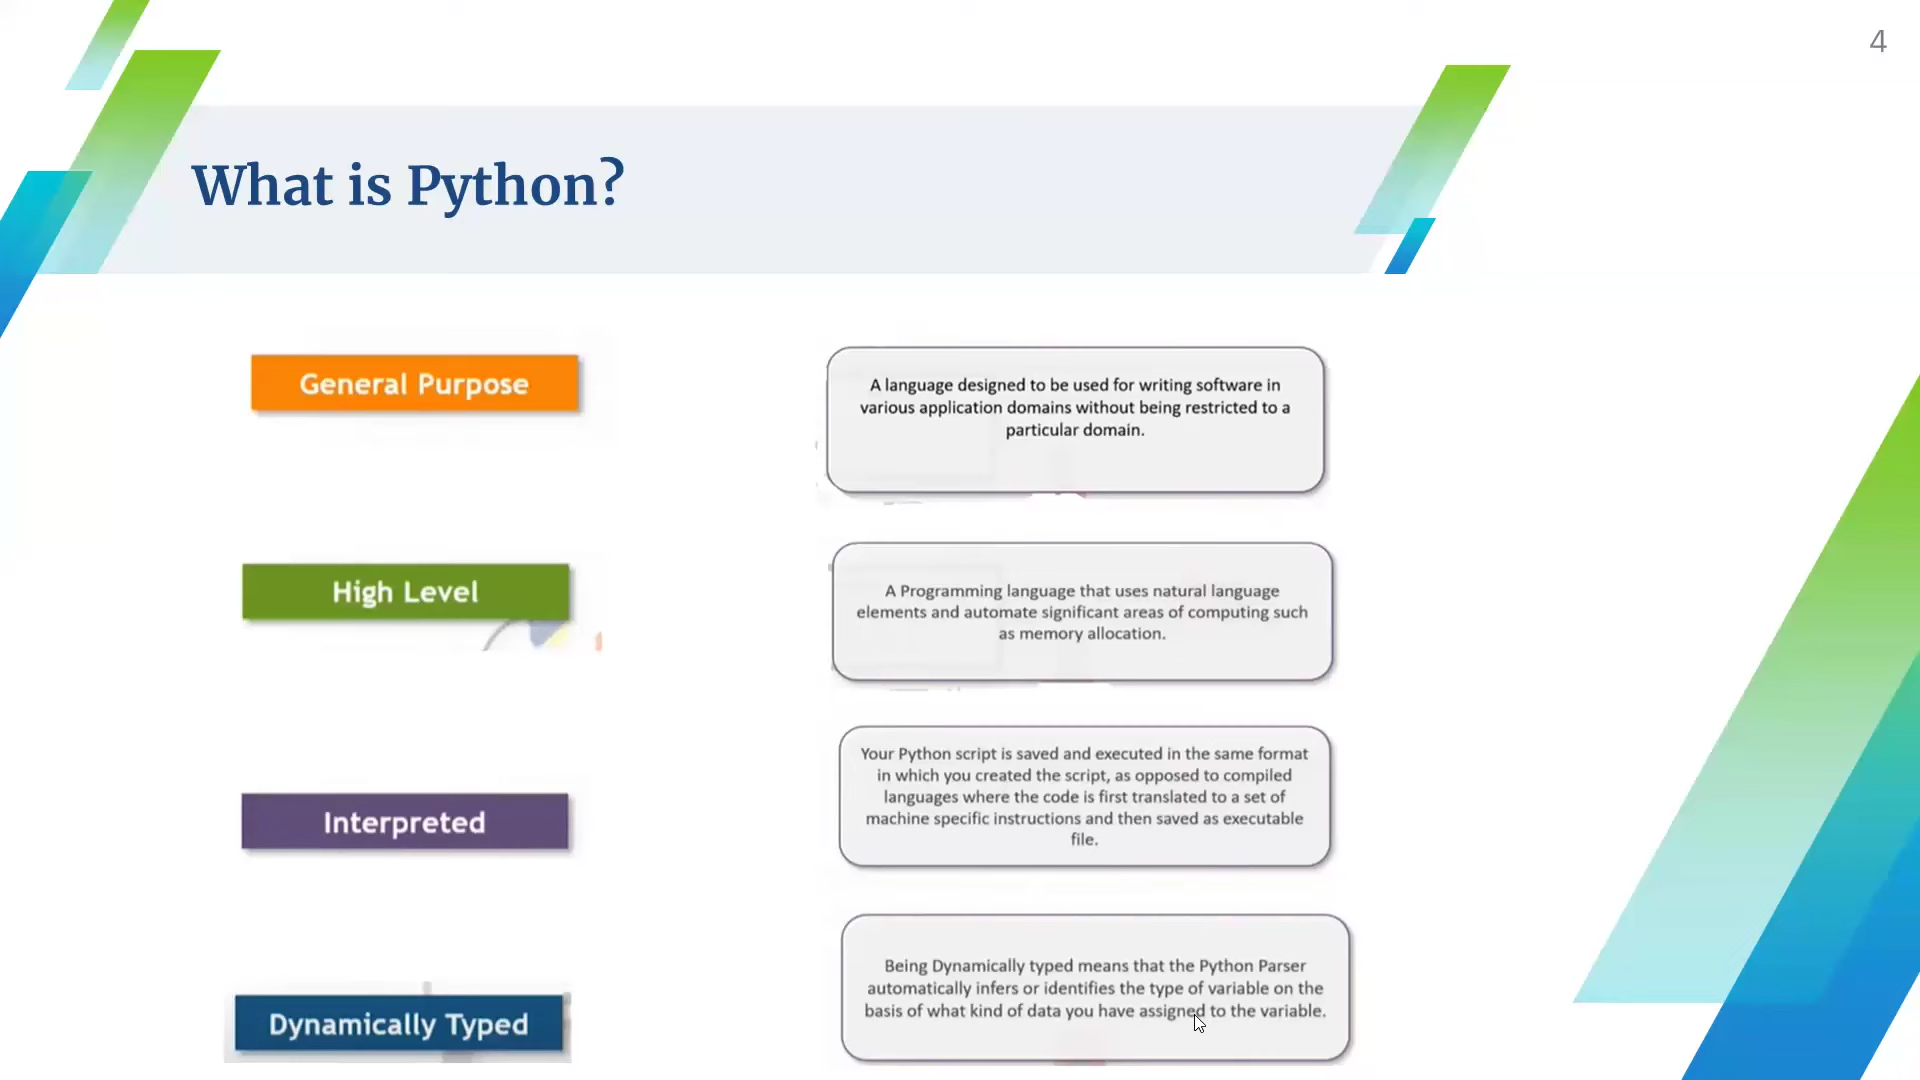 4
What is Python?
General Purpose
A language designed to be used for writing software in
various application domains without being restricted to a
particular domain.
High Level
A Programming language that uses natural language
elements and automate significant areas of computing such
as memory allocation.
Interpreted
Your Python script is saved and executed in the same format
in which you created the script, as opposed to compiled
languages where the code is first translated to a set of
machine specific instructions and then saved as executable
file.
Dynamically Typed
Being Dynamically typed means that the Python Parser
automatically infers or identifies the type of variable on the
basis of what kind of data you have assigned to the variable.